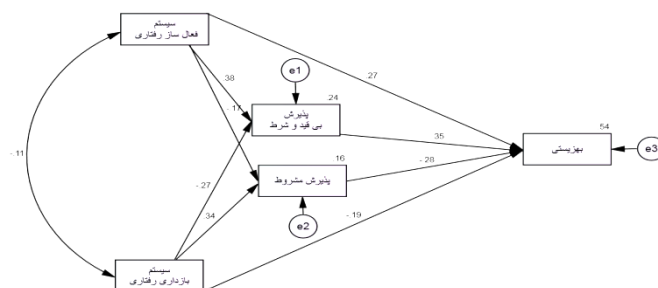 سیستم
فعال ساز رفتاری
e1
.27
.38
-.17
.24
پذیرش
بی قید و شرط
.54
.35
بهزیستی
e3
-.11
.16
-.28
پذیرش مشروط
-.27
.34
e2
-.19
سیستم
بازداری رفتاری